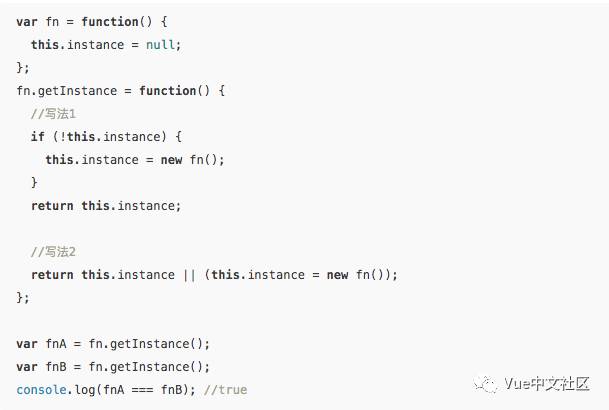 var fn = function() {
  this.instance = null;
};
fn.getInstance = function() {
  //写法1
  if (!this.instance) {
    this.instance = new fn();
  }
  return this.instance;

  //写法2
  return this.instance || (this.instance = new fn());
};

var fnA = fn.getInstance();
var fnB = fn.getInstance();
console.log(fnA === fnB); //true
Vue中文社区